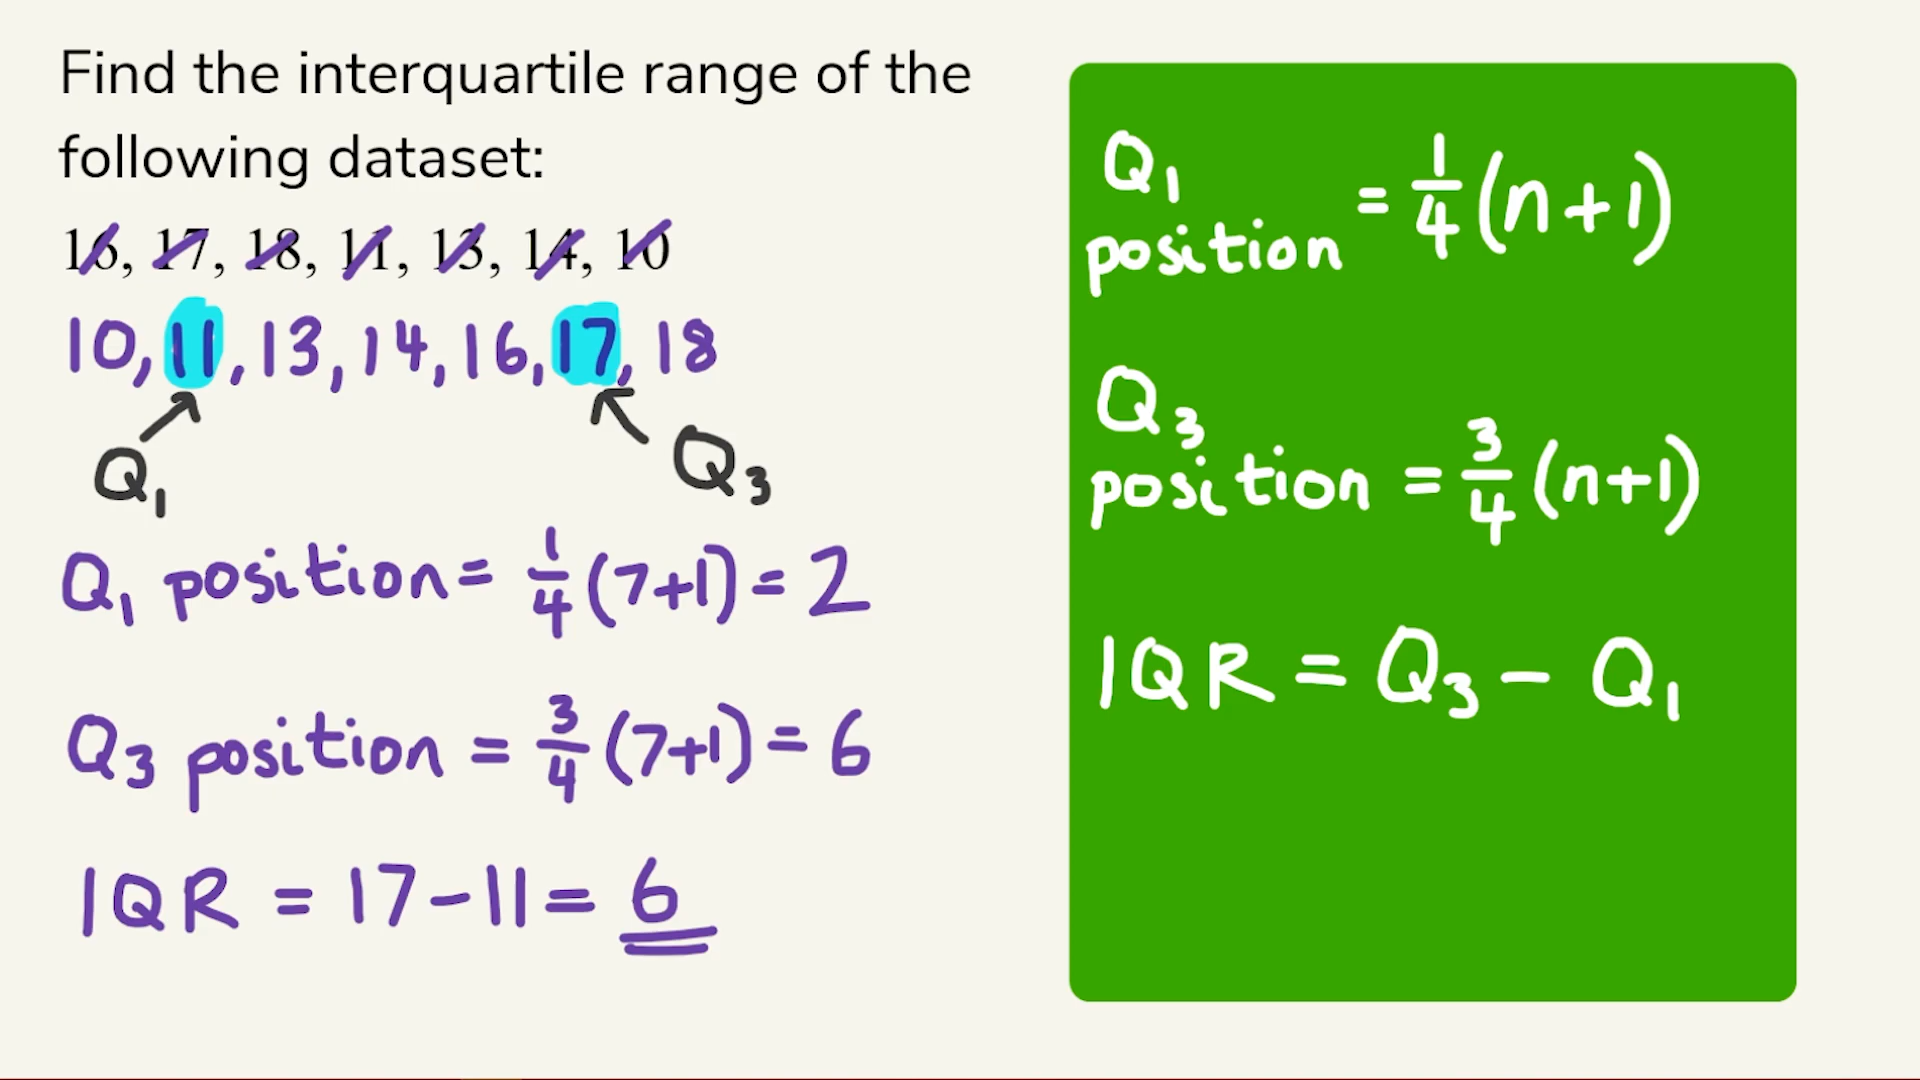 Find the interquartile range of the
following dataset:
16, 17, 18, 11, 13, 14, 10
10, 11, 13, 14, 16, 17, 18
Q₁ Q₃
Q₁ position = 1/4 (7+1) = 2
Q₃ position = 3/4 (7+1) = 6
IQR = 17 - 11 = 6
Q₁ position = 1/4 (n+1)
Q₃ position = 3/4 (n+1)
IQR = Q₃ - Q₁